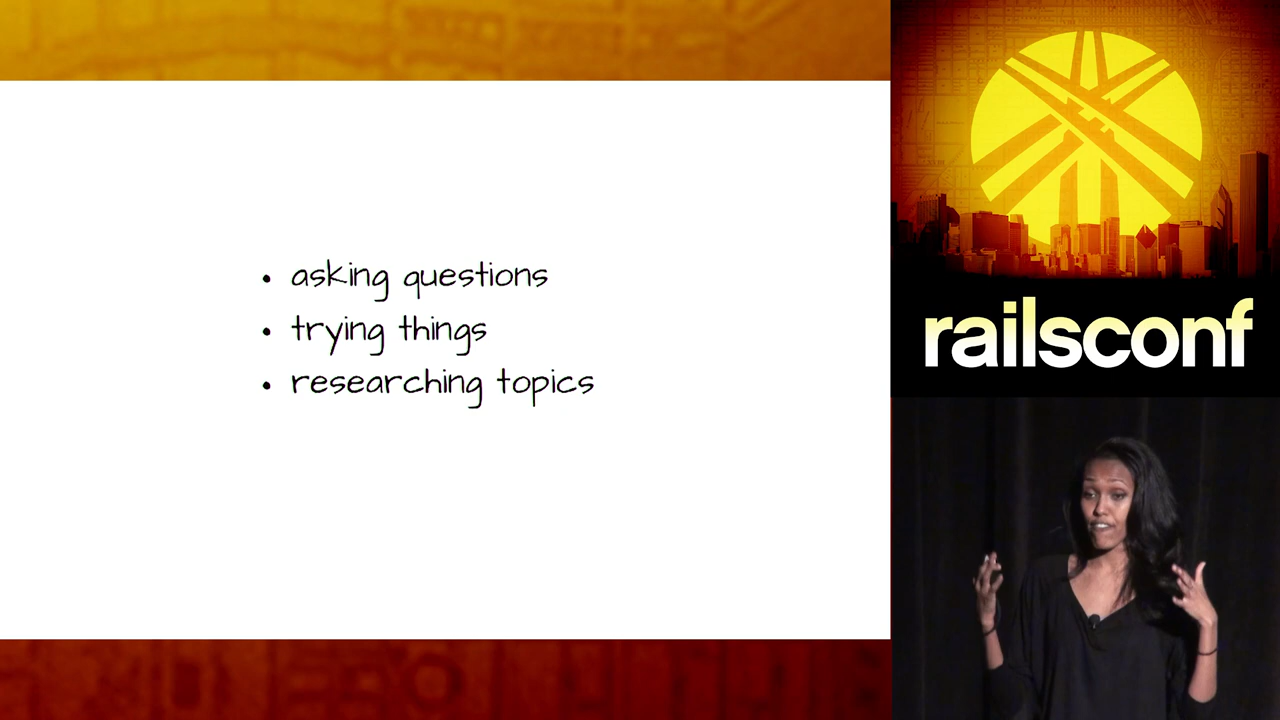 • asking questions
• trying things
• researching topics
railsconf